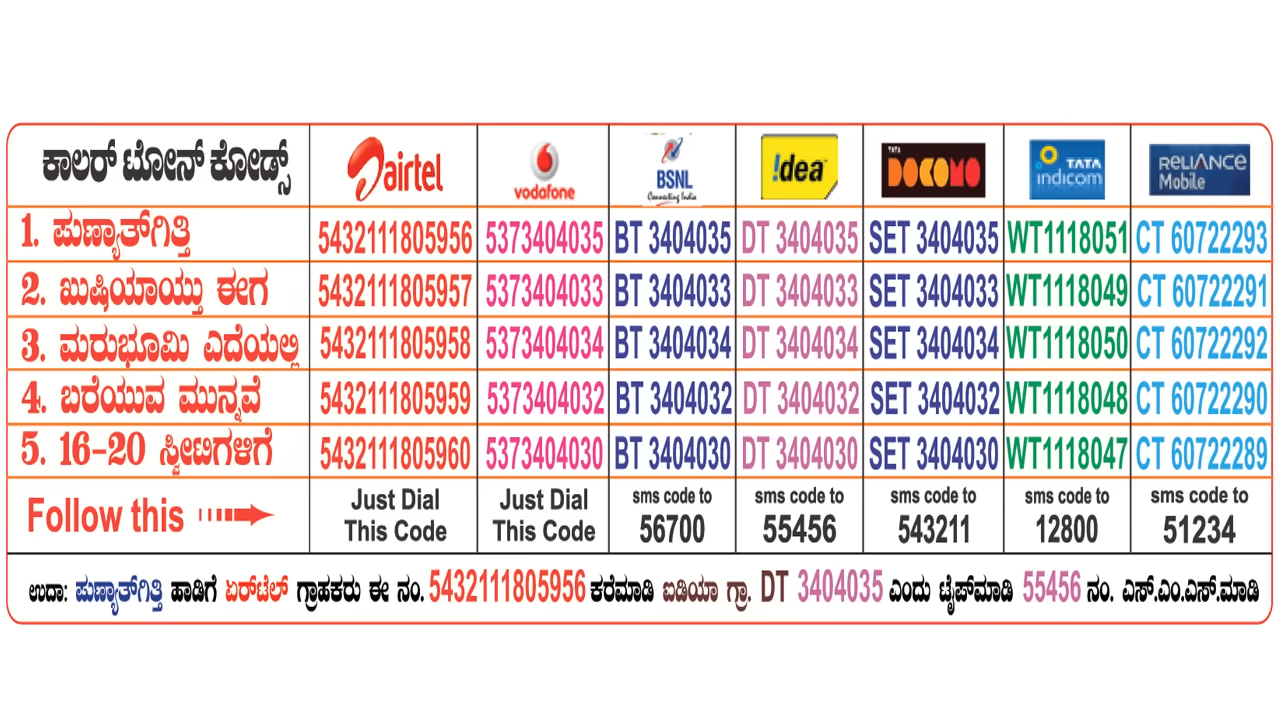 ಕಾಲರ್ ಟೋನ್ ಕೋಡ್ಸ್ airtel vodafone BSNL Connecting India !dea TATA DOCOMO TATA indicom RELIANCE Mobile
1. ಪುಣ್ಯಾತ್‌ಗಿತ್ತಿ 5432111805956 5373404035 BT 3404035 DT 3404035 SET 3404035 WT1118051 CT 60722293
2. ಖುಷಿಯಾಯ್ತು ಈಗ 5432111805957 5373404033 BT 3404033 DT 3404033 SET 3404033 WT1118049 CT 60722291
3. ಮರುಭೂಮಿ ಎದೆಯಲ್ಲಿ 5432111805958 5373404034 BT 3404034 DT 3404034 SET 3404034 WT1118050 CT 60722292
4. ಬರೆಯುವ ಮುನ್ನವೆ 5432111805959 5373404032 BT 3404032 DT 3404032 SET 3404032 WT1118048 CT 60722290
5. 16-20 ಸ್ವೀಟಿಗಳಿಗೆ 5432111805960 5373404030 BT 3404030 DT 3404030 SET 3404030 WT1118047 CT 60722289
Follow this Just Dial This Code Just Dial This Code sms code to 56700 sms code to 55456 sms code to 543211 sms code to 12800 sms code to 51234
ಉದಾ: ಪುಣ್ಯಾತ್‌ಗಿತ್ತಿ ಹಾಡಿಗೆ ಏರ್‌ಟೆಲ್ ಗ್ರಾಹಕರು ಈ ನಂ. 5432111805956 ಕರೆಮಾಡಿ ಐಡಿಯಾ ಗ್ರಾ. DT 3404035 ಎಂದು ಟೈಪ್‌ಮಾಡಿ 55456 ನಂ. ಎಸ್.ಎಂ.ಎಸ್.ಮಾಡಿ